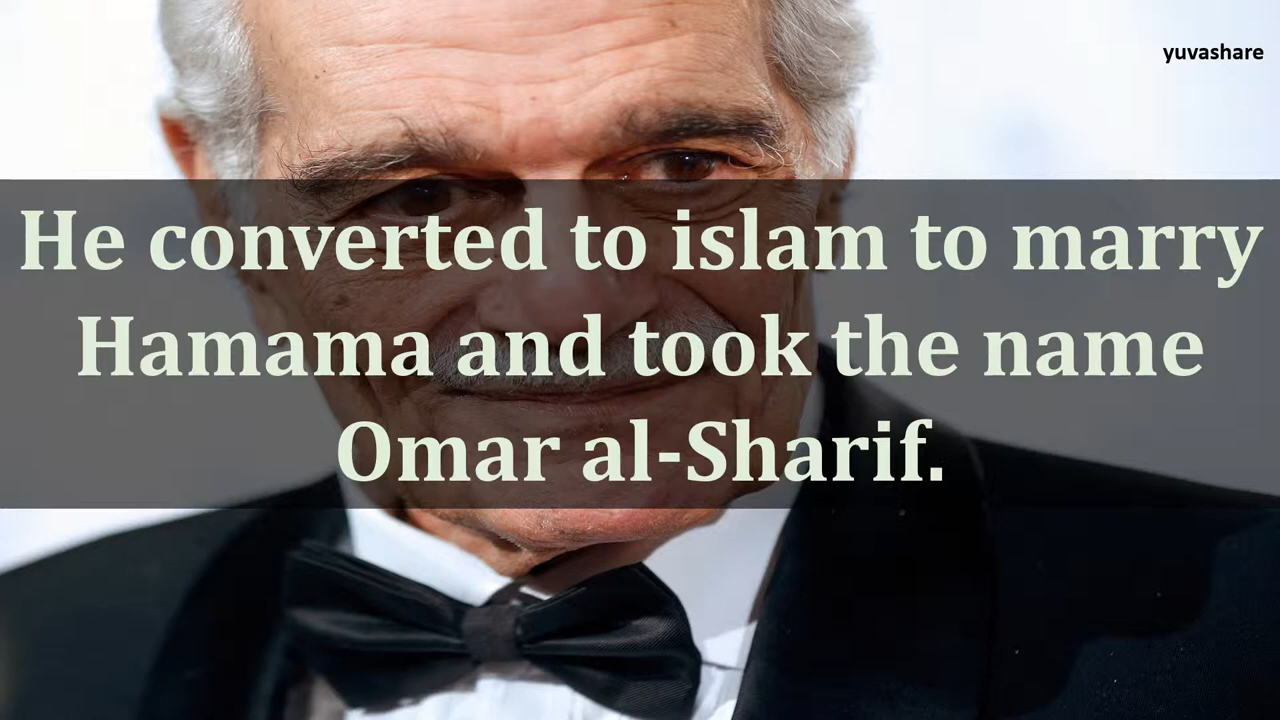 yuvashare
He converted to islam to marry
Hamama and took the name
Omar al-Sharif.